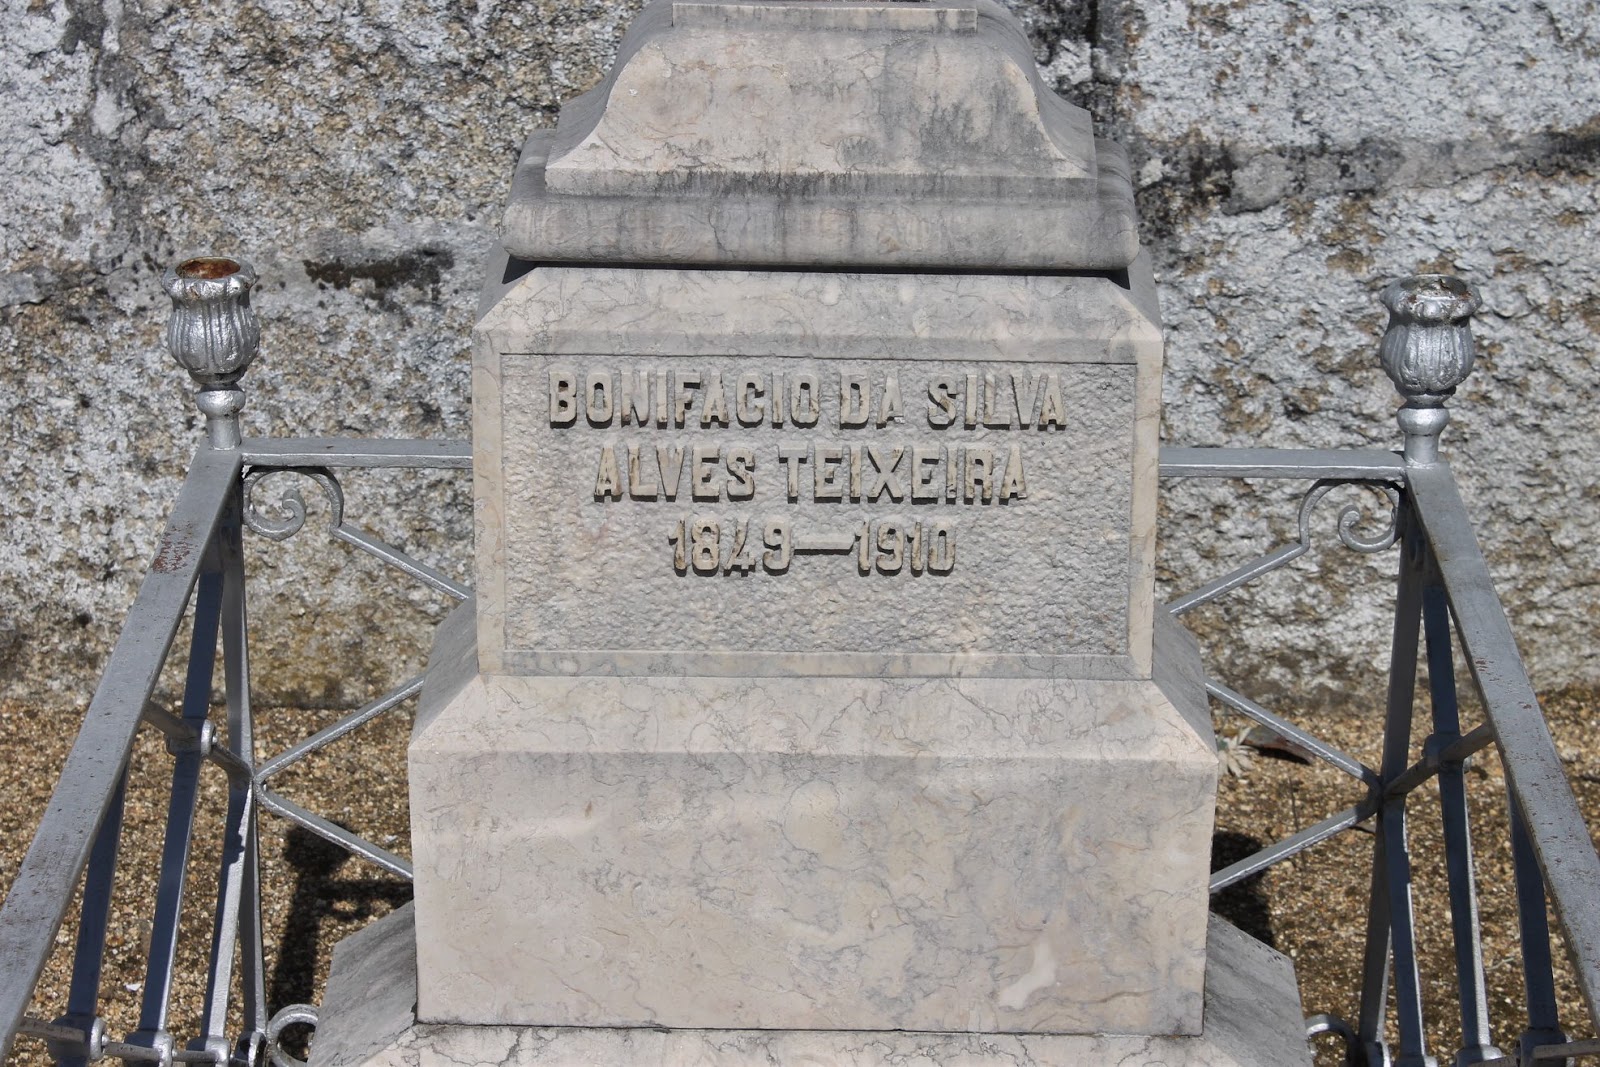 BONIFACIO DA SILVA
ALVES TEIXEIRA
1849—1910